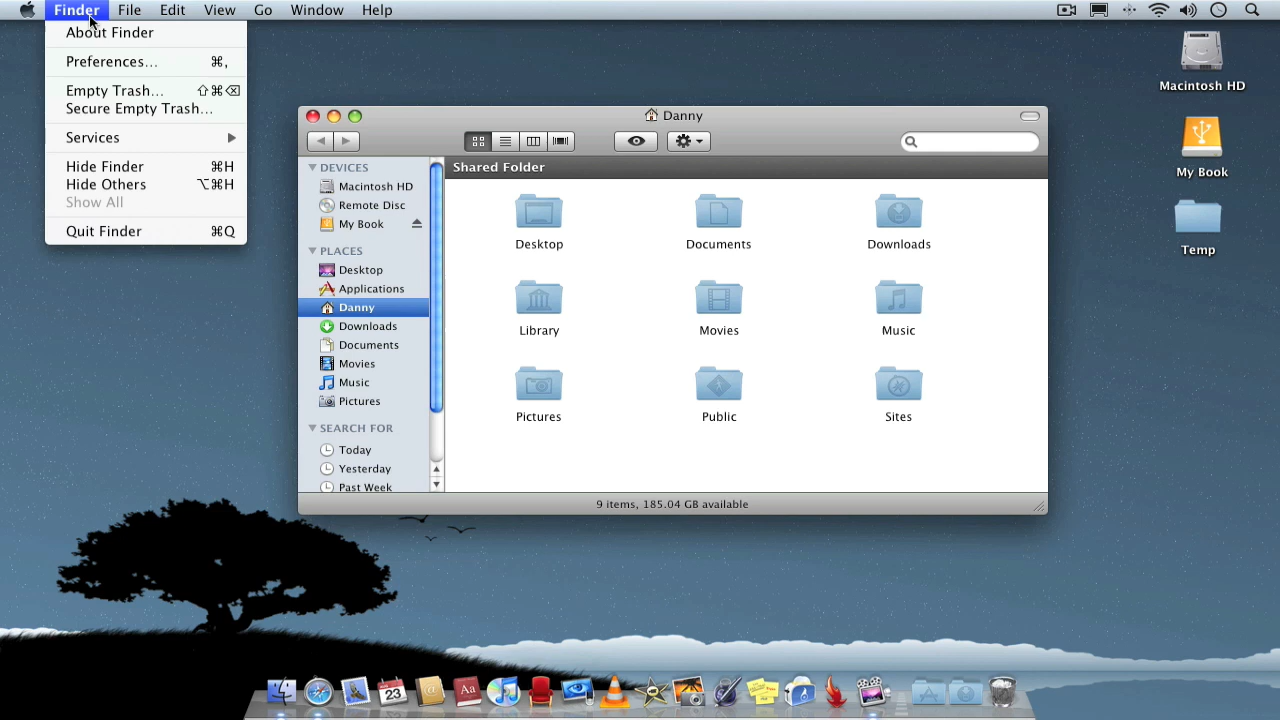 Finder File Edit View Go Window Help
About Finder
Preferences... ⌘,
Empty Trash... ⇧⌘⌫
Secure Empty Trash...
Services ▶
Hide Finder ⌘H
Hide Others ⌥⌘H
Show All
Quit Finder ⌘Q
Danny
DEVICES
Macintosh HD
Remote Disc
My Book
PLACES
Desktop
Applications
Danny
Downloads
Documents
Movies
Music
Pictures
SEARCH FOR
Today
Yesterday
Past Week
Shared Folder
Desktop Documents Downloads
Library Movies Music
Pictures Public Sites
9 items, 185.04 GB available
Macintosh HD
My Book
Temp
23
Aa